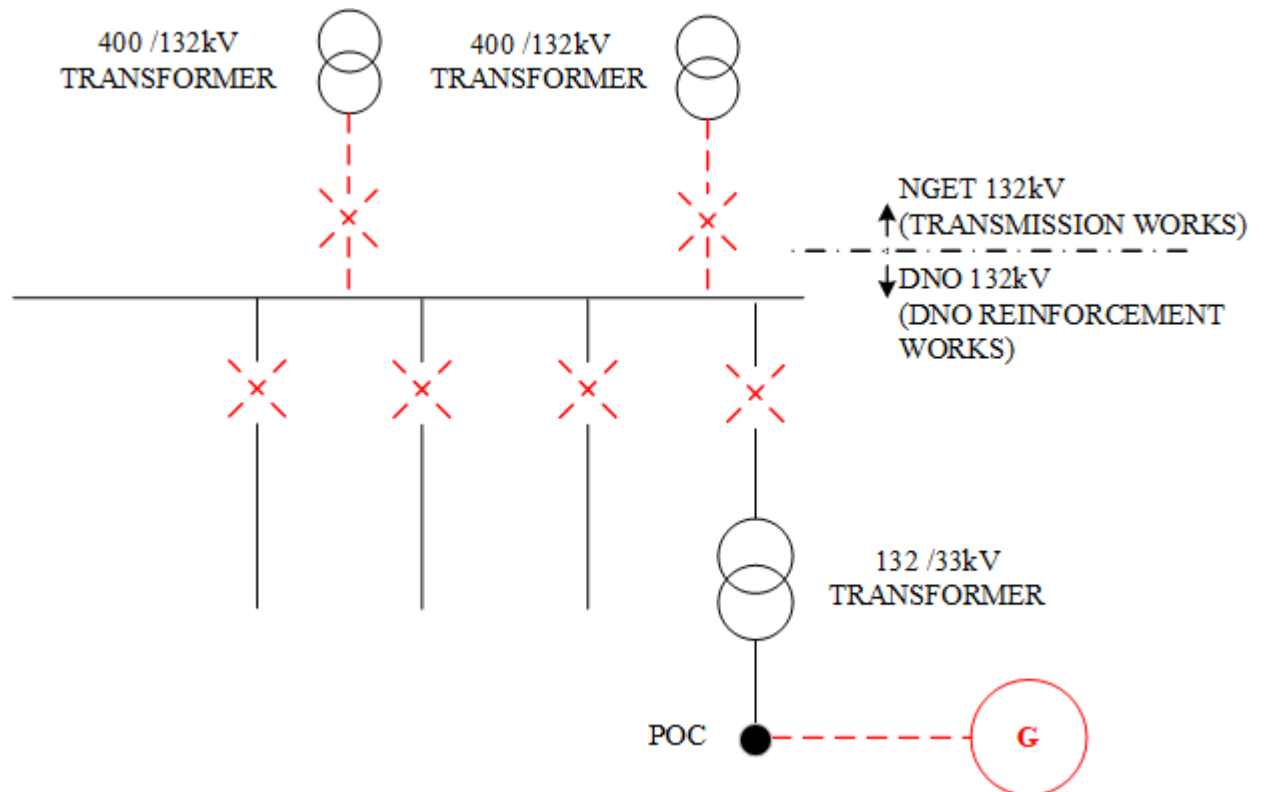 400 /132kV
TRANSFORMER
400 /132kV
TRANSFORMER
NGET 132kV
(TRANSMISSION WORKS)
DNO 132kV
(DNO REINFORCEMENT
WORKS)
132 /33kV
TRANSFORMER
POC
G